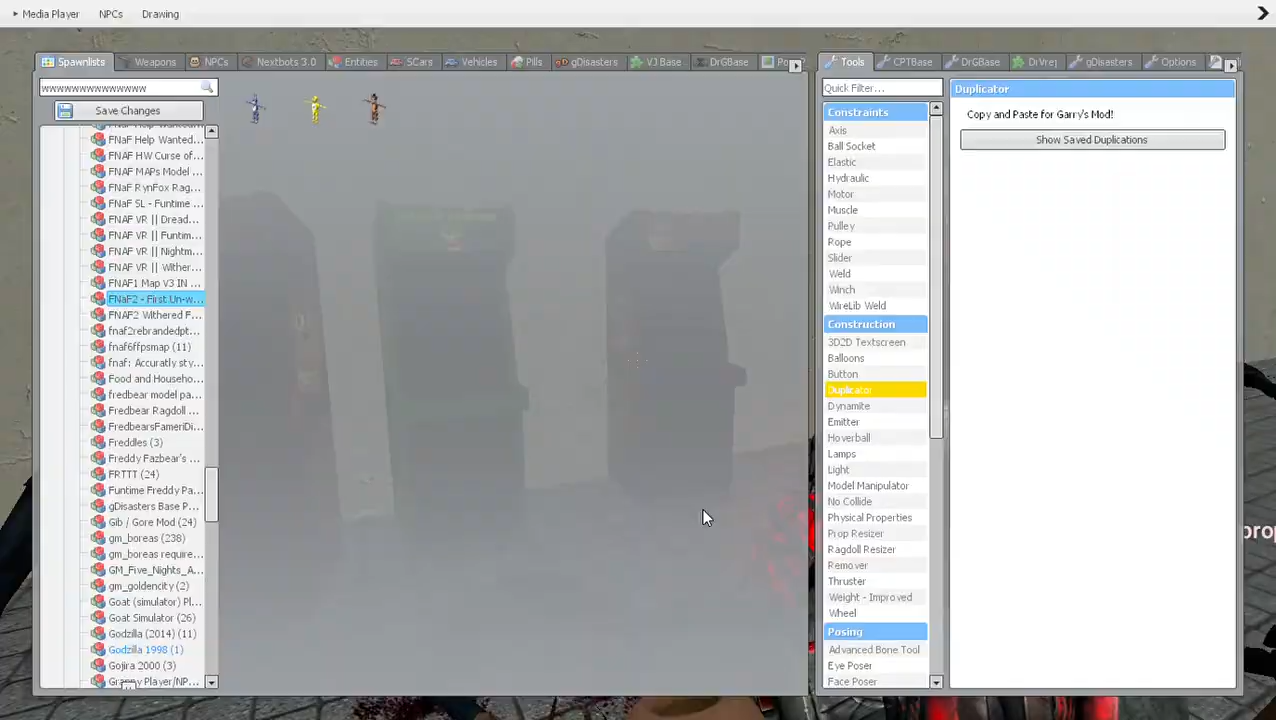 Media Player NPCs Drawing
Spawnlists Weapons NPCs Nextbots 3.0 Entities SCars Vehicles Pills gDisasters VJ Base DrGBase
Tools CPTBase DrGBase DrVrej gDisasters Options
wwwwwwwwwwwwwww
Save Changes
FNaF Help Wanted...
FNAF Help Wanted...
FNAF HW Curse of...
FNAF MAPs Model ...
FNaF RynFox Rag...
FNaF SL - Funtime ...
FNAF VR || Dread...
FNAF VR || Funtim...
FNAF VR || Nightm...
FNAF VR || Wither...
FNAF1 Map V3 IN ...
FNaF2 - First Un-w...
FNAF2 Withered F...
fnaf2rebrandedpt...
fnaf6ffpsmap (11)
fnaf: Accuratly sty...
Food and Househo...
fredbear model pa...
Fredbear Ragdoll ...
FredbearsFameriDi...
Freddles (3)
Freddy Fazbear's ...
FRTTT (24)
Funtime Freddy Pa...
gDisasters Base P...
Gib / Gore Mod (24)
gm_boreas (238)
gm_boreas require...
GM_Five_Nights_A...
gm_goldencity (2)
Goat (simulator) Pl...
Goat Simulator (26)
Godzilla (2014) (11)
Godzilla 1998 (1)
Gojira 2000 (3)
Granny Player/NP...
Quick Filter...
Constraints
Axis
Ball Socket
Elastic
Hydraulic
Motor
Muscle
Pulley
Rope
Slider
Weld
Winch
WireLib Weld
Construction
3D2D Textscreen
Balloons
Button
Duplicator
Dynamite
Emitter
Hoverball
Lamps
Light
Model Manipulator
No Collide
Physical Properties
Prop Resizer
Ragdoll Resizer
Remover
Thruster
Weight - Improved
Wheel
Posing
Advanced Bone Tool
Eye Poser
Face Poser
Duplicator
Copy and Paste for Garry's Mod!
Show Saved Duplications